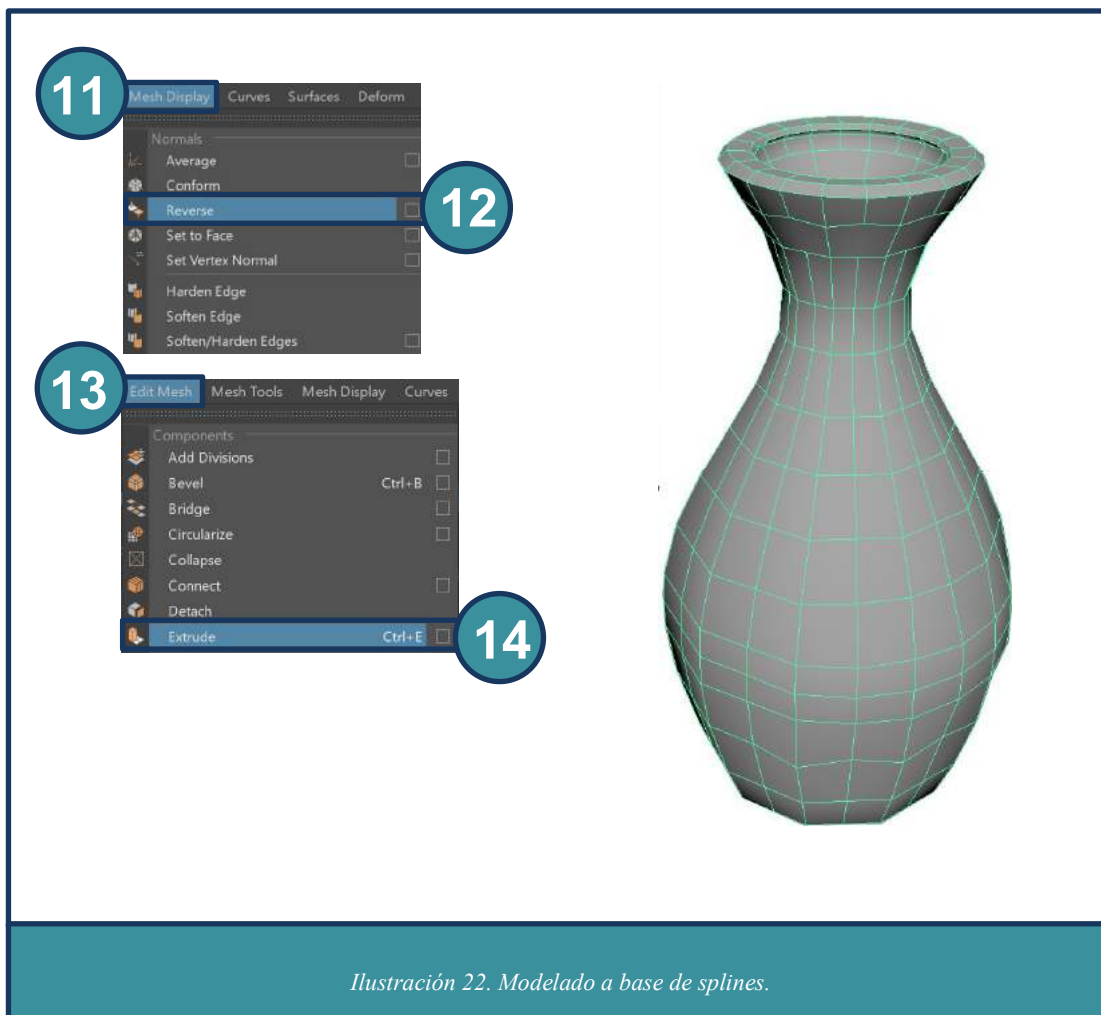 11
Mesh Display Curves Surfaces Deform
Normals
Average
Conform
Reverse
12
Set to Face
Set Vertex Normal
Harden Edge
Soften Edge
Soften/Harden Edges
13
Edit Mesh Mesh Tools Mesh Display Curves
Components
Add Divisions
Bevel Ctrl+B
Bridge
Circularize
Collapse
Connect
Detach
Extrude Ctrl+E
14
Ilustración 22. Modelado a base de splines.